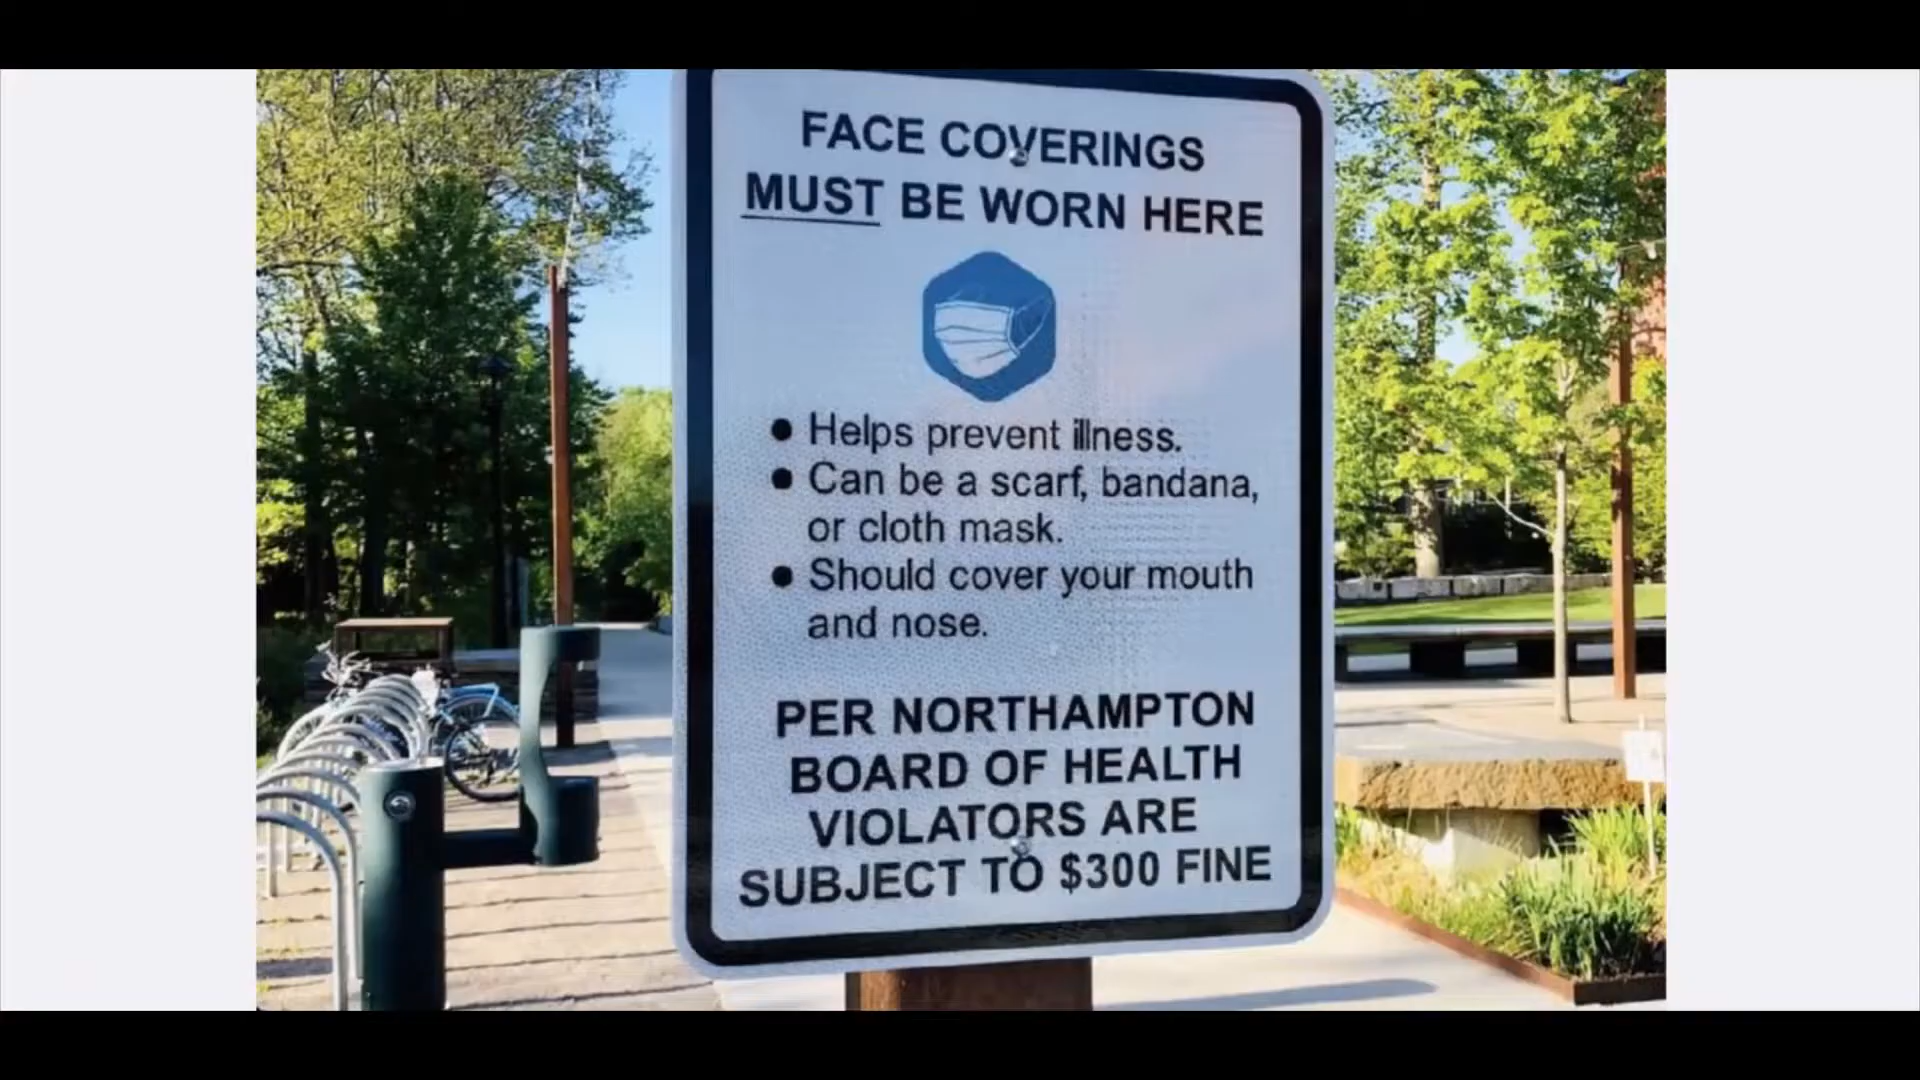 FACE COVERINGS
MUST BE WORN HERE
● Helps prevent illness.
● Can be a scarf, bandana,
or cloth mask.
● Should cover your mouth
and nose.
PER NORTHAMPTON
BOARD OF HEALTH
VIOLATORS ARE
SUBJECT TO $300 FINE